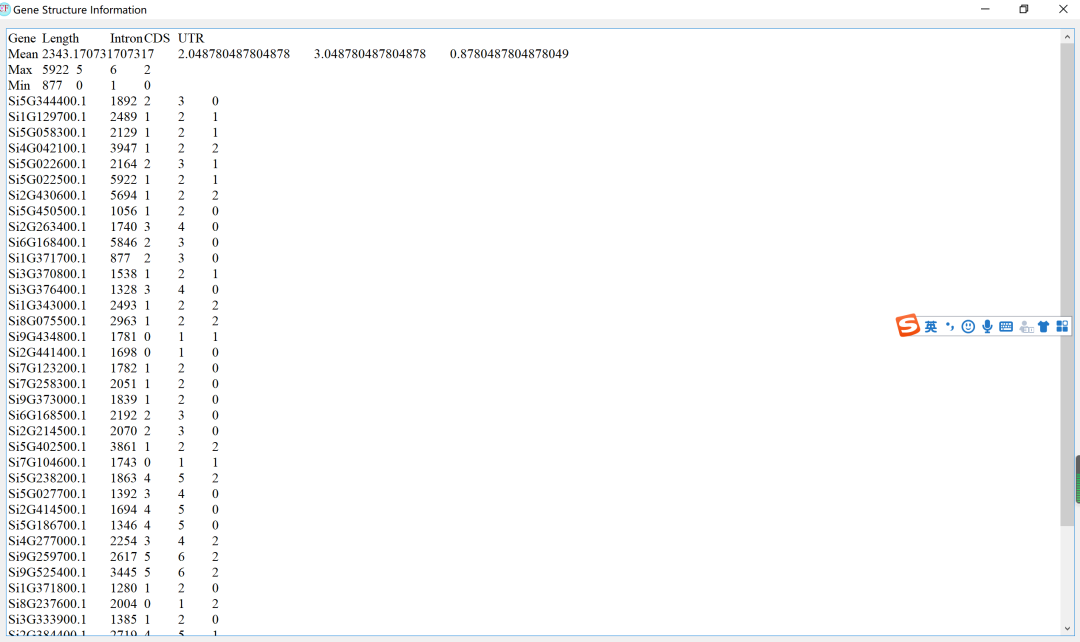 Gene Structure Information
Gene Length Intron CDS UTR
Mean 2343.170731707317 2.048780487804878 3.048780487804878 0.8780487804878049
Max 5922 5 6 2
Min 877 0 1 0
Si5G344400.1 1892 2 3 0
Si1G129700.1 2489 1 2 1
Si5G058300.1 2129 1 2 1
Si4G042100.1 3947 1 2 2
Si5G022600.1 2164 2 3 1
Si5G022500.1 5922 1 2 1
Si2G430600.1 5694 1 2 2
Si5G450500.1 1056 1 2 0
Si2G263400.1 1740 3 4 0
Si6G168400.1 5846 2 3 0
Si1G371700.1 877 2 3 0
Si3G370800.1 1538 1 2 1
Si3G376400.1 1328 3 4 0
Si1G343000.1 2493 1 2 2
Si8G075500.1 2963 1 2 2
Si9G434800.1 1781 0 1 1
Si2G441400.1 1698 0 1 0
Si7G123200.1 1782 1 2 0
Si7G258300.1 2051 1 2 0
Si9G373000.1 1839 1 2 0
Si6G168500.1 2192 2 3 0
Si2G214500.1 2070 2 3 0
Si5G402500.1 3861 1 2 2
Si7G104600.1 1743 0 1 1
Si5G238200.1 1863 4 5 2
Si5G027700.1 1392 3 4 0
Si2G414500.1 1694 4 5 0
Si5G186700.1 1346 4 5 0
Si4G277000.1 2254 3 4 2
Si9G259700.1 2617 5 6 2
Si9G525400.1 3445 5 6 2
Si1G371800.1 1280 1 2 0
Si8G237600.1 2004 0 1 2
Si3G333900.1 1385 1 2 0
Si2G384400.1 2719 4 5 1
英